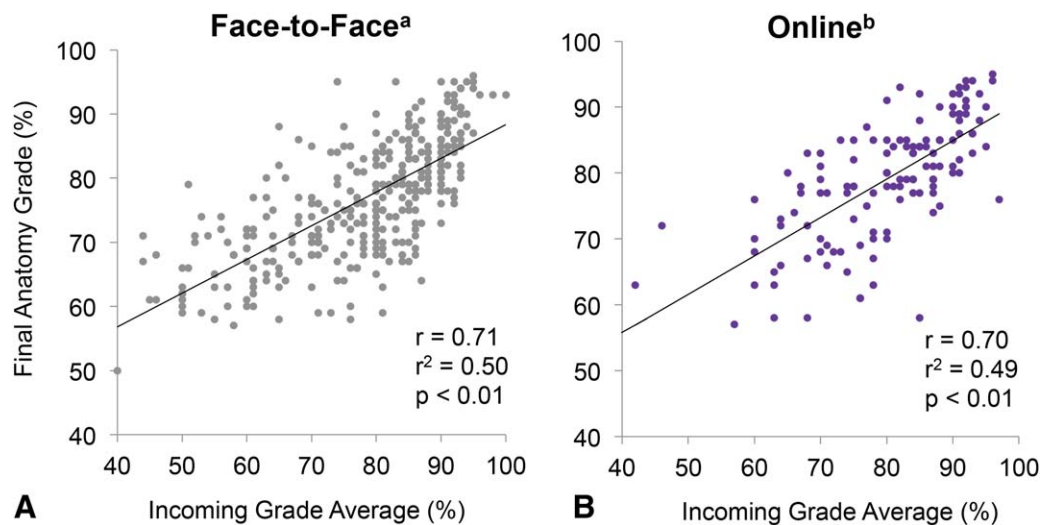 Face-to-Faceᵃ
Final Anatomy Grade (%)
100
90
80
70
60
50
40
r = 0.71
r² = 0.50
p < 0.01
40 50 60 70 80 90 100
A Incoming Grade Average (%)
Onlineᵇ
100
90
80
70
60
50
40
r = 0.70
r² = 0.49
p < 0.01
40 50 60 70 80 90 100
B Incoming Grade Average (%)